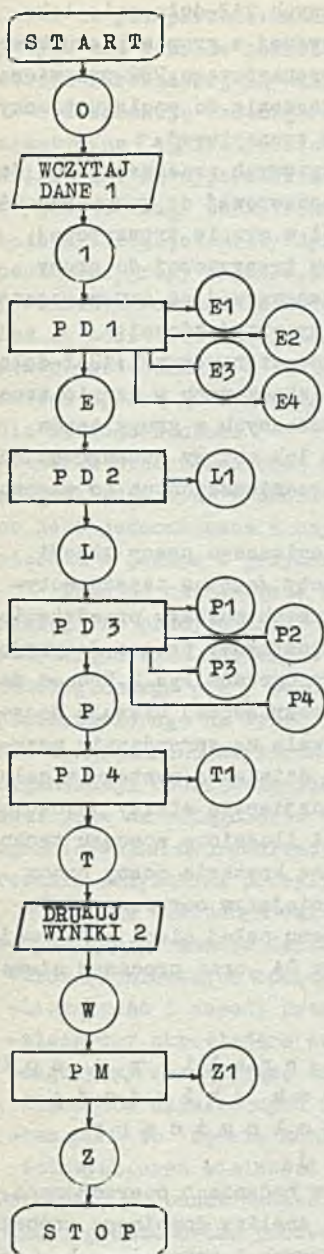 START
0
WCZYTAJ
DANE 1
1
PD1
E1
E2
E3
E4
E
PD2
L1
L
PD3
P1
P2
P3
P4
P
PD4
T1
T
DRUKUJ
WYNIKI 2
W
PM
Z1
Z
STOP